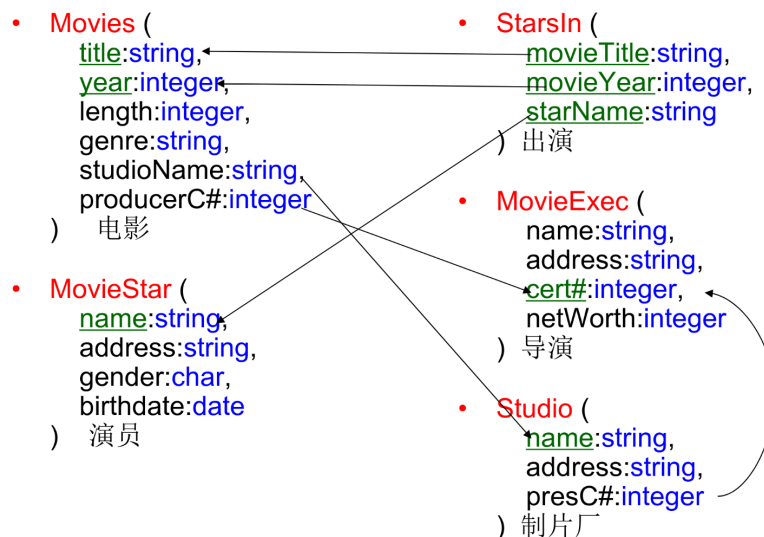 • Movies (
title:string,
year:integer,
length:integer,
genre:string,
studioName:string,
producerC#:integer
) 电影
• MovieStar (
name:string,
address:string,
gender:char,
birthdate:date
) 演员
• StarsIn (
movieTitle:string,
movieYear:integer,
starName:string
) 出演
• MovieExec (
name:string,
address:string,
cert#:integer,
netWorth:integer
) 导演
• Studio (
name:string,
address:string,
presC#:integer
) 制片厂